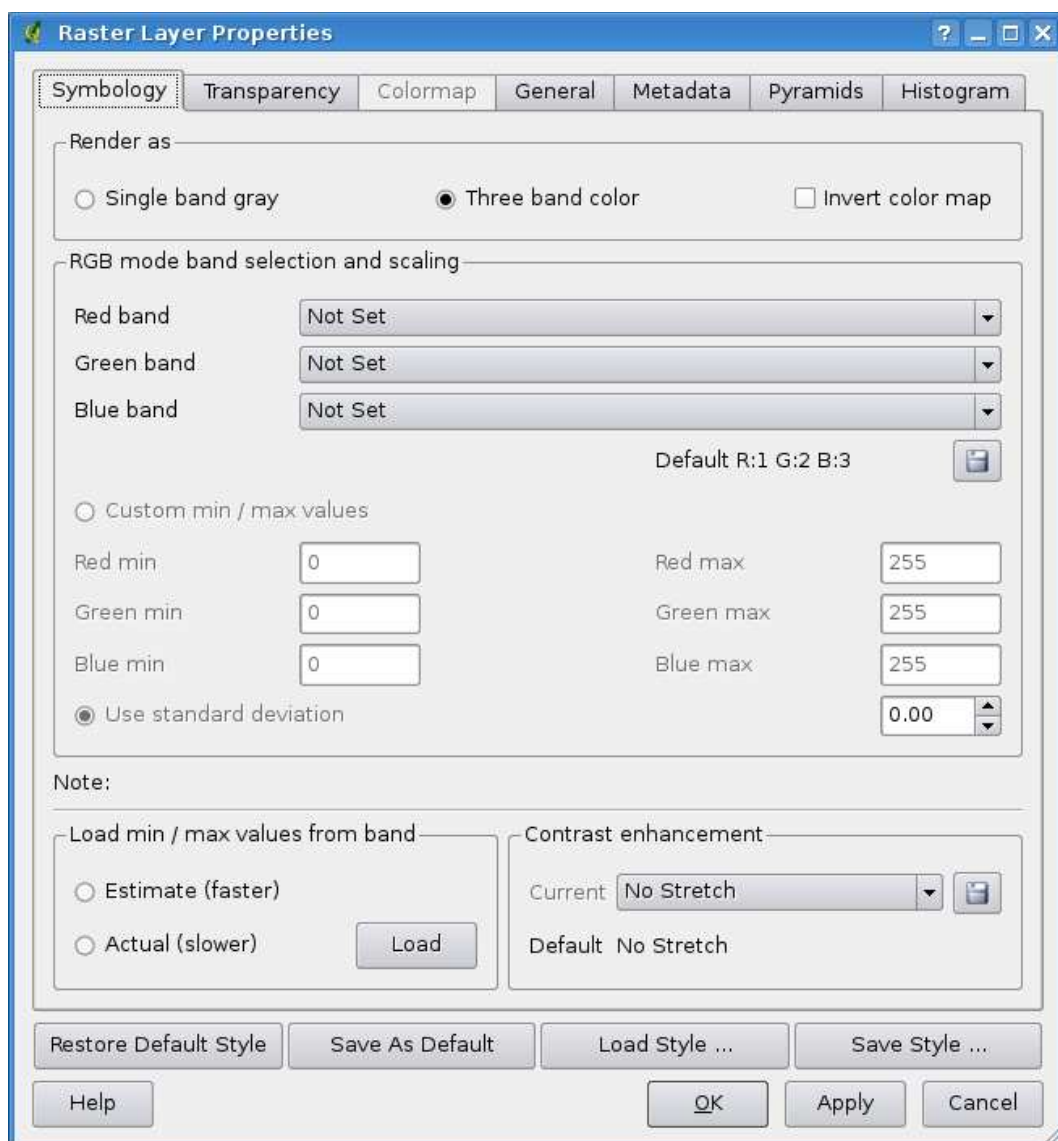 Raster Layer Properties
Symbology Transparency Colormap General Metadata Pyramids Histogram
Render as
Single band gray Three band color Invert color map
RGB mode band selection and scaling
Red band Not Set
Green band Not Set
Blue band Not Set
Default R:1 G:2 B:3
Custom min / max values
Red min 0 Red max 255
Green min 0 Green max 255
Blue min 0 Blue max 255
Use standard deviation 0.00
Note:
Load min / max values from band
Estimate (faster)
Actual (slower) Load
Contrast enhancement
Current No Stretch
Default No Stretch
Restore Default Style Save As Default Load Style ... Save Style ...
Help OK Apply Cancel